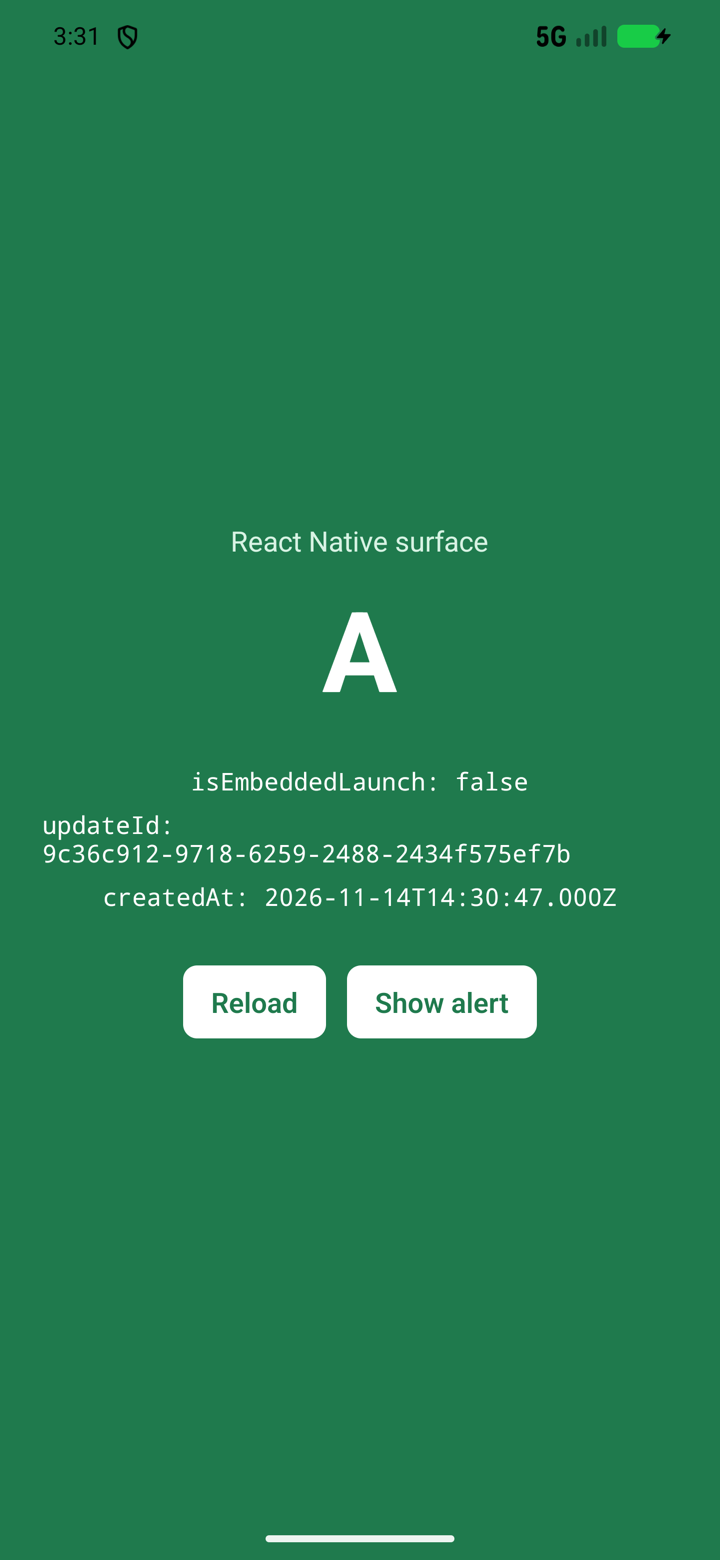 3:31
5G
React Native surface
A
isEmbeddedLaunch: false
updateId:
9c36c912-9718-6259-2488-2434f575ef7b
createdAt: 2026-11-14T14:30:47.000Z
Reload
Show alert